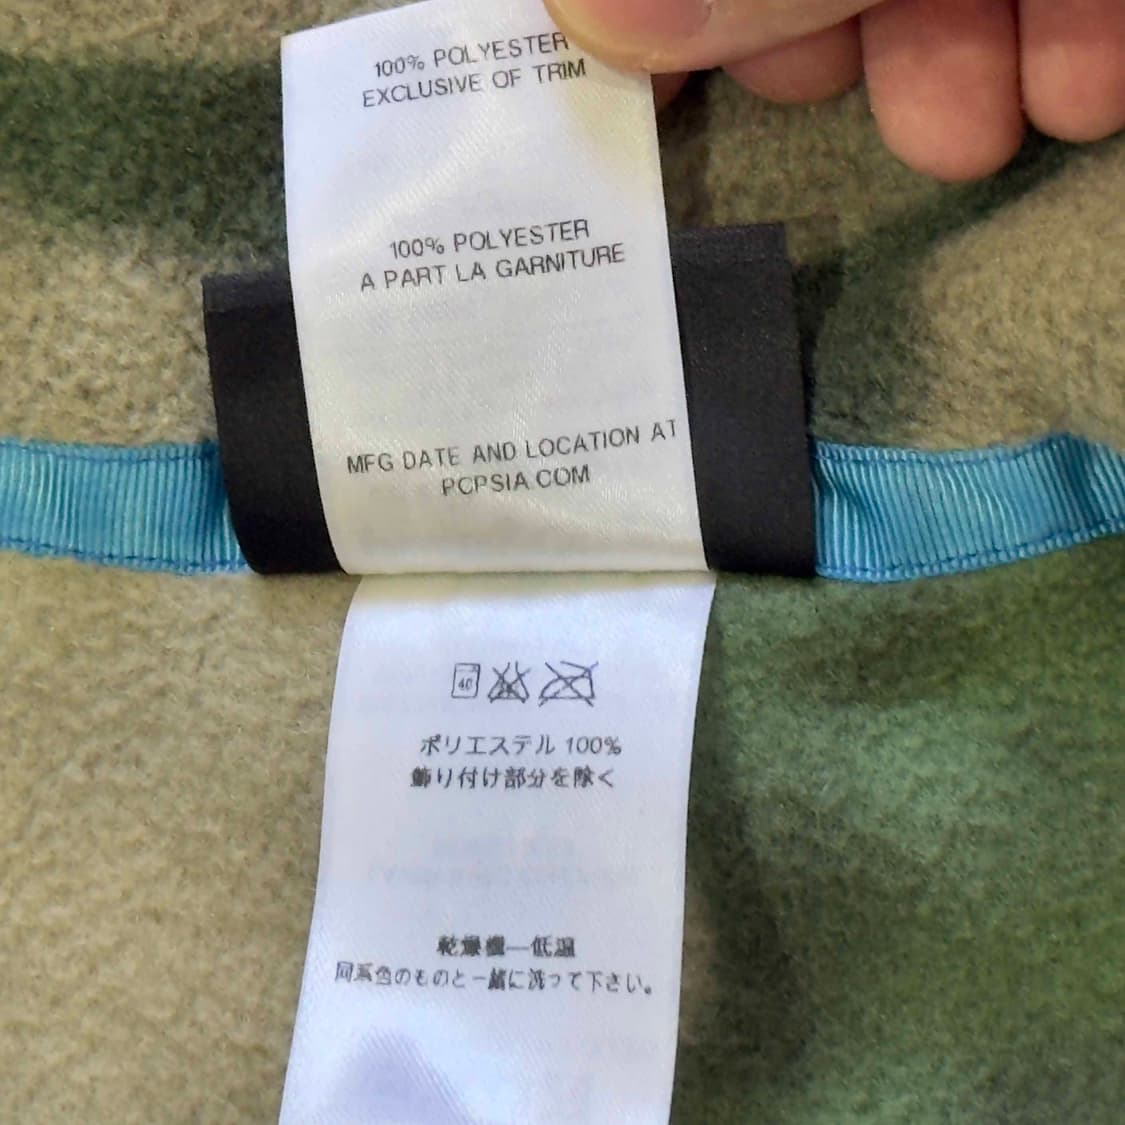 100% POLYESTER
EXCLUSIVE OF TRIM
100% POLYESTER
A PART LA GARNITURE
MFG DATE AND LOCATION AT
PCPSIA.COM
40
ポリエステル 100%
飾り付け部分を除く
乾燥機—低温
同系色のものと一緒に洗って下さい。